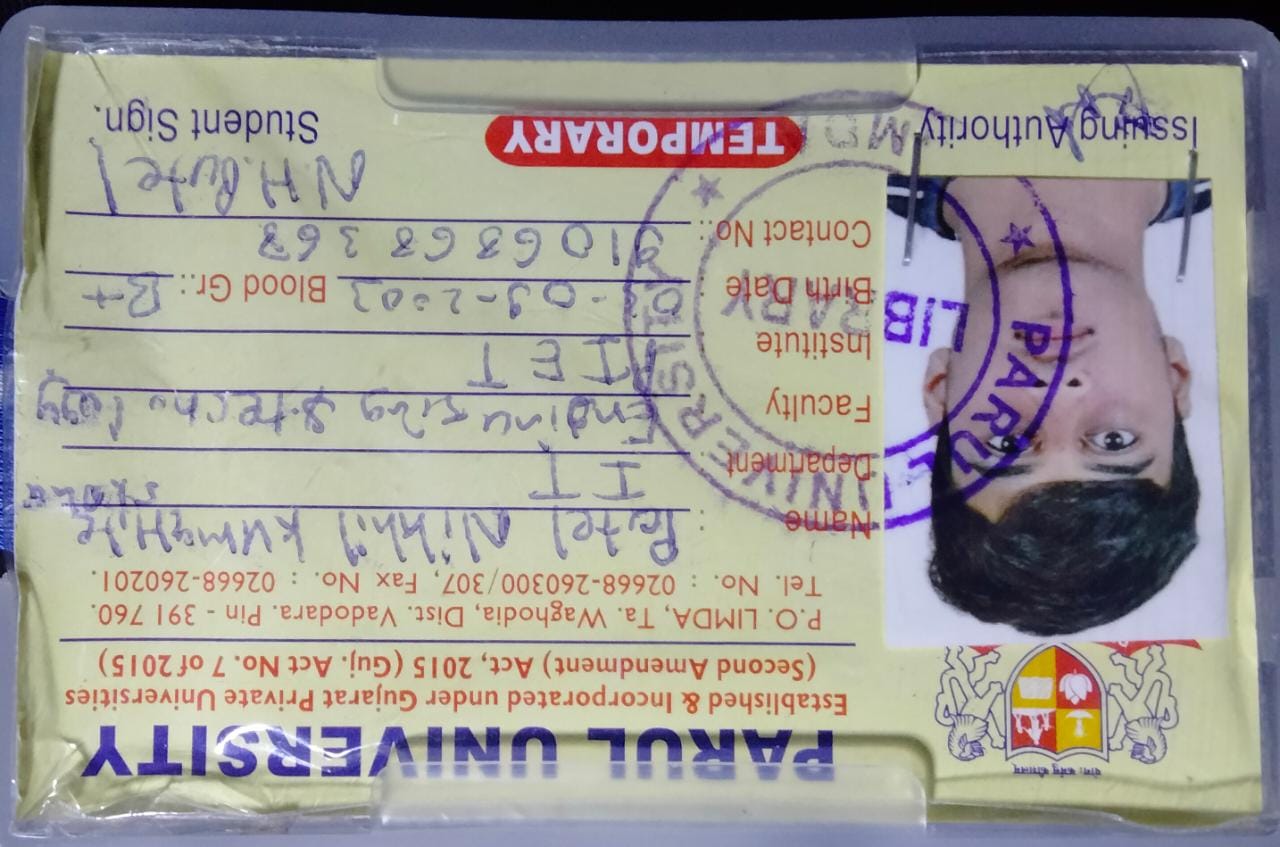 PARUL UNIVERSITY
Established & Incorporated under Gujarat Private Universities
(Second Amendment) Act, 2015 (Guj. Act No. 7 of 2015)
P.O. LIMDA, Ta. Waghodia, Dist. Vadodara. Pin - 391 760.
Tel. No. : 02668-260300/307, Fax No. : 02668-260201.
Name : Patel Nikhil kumar
Department I T
Faculty Engineering & technology
Institute PIET
Birth Date : -09-2003 Blood Gr.: B+
Contact No.: 9106868368
N.H.Patel
Issuing Authority TEMPORARY Student Sign.
PARUL UNIVERSITY
LIBRARY